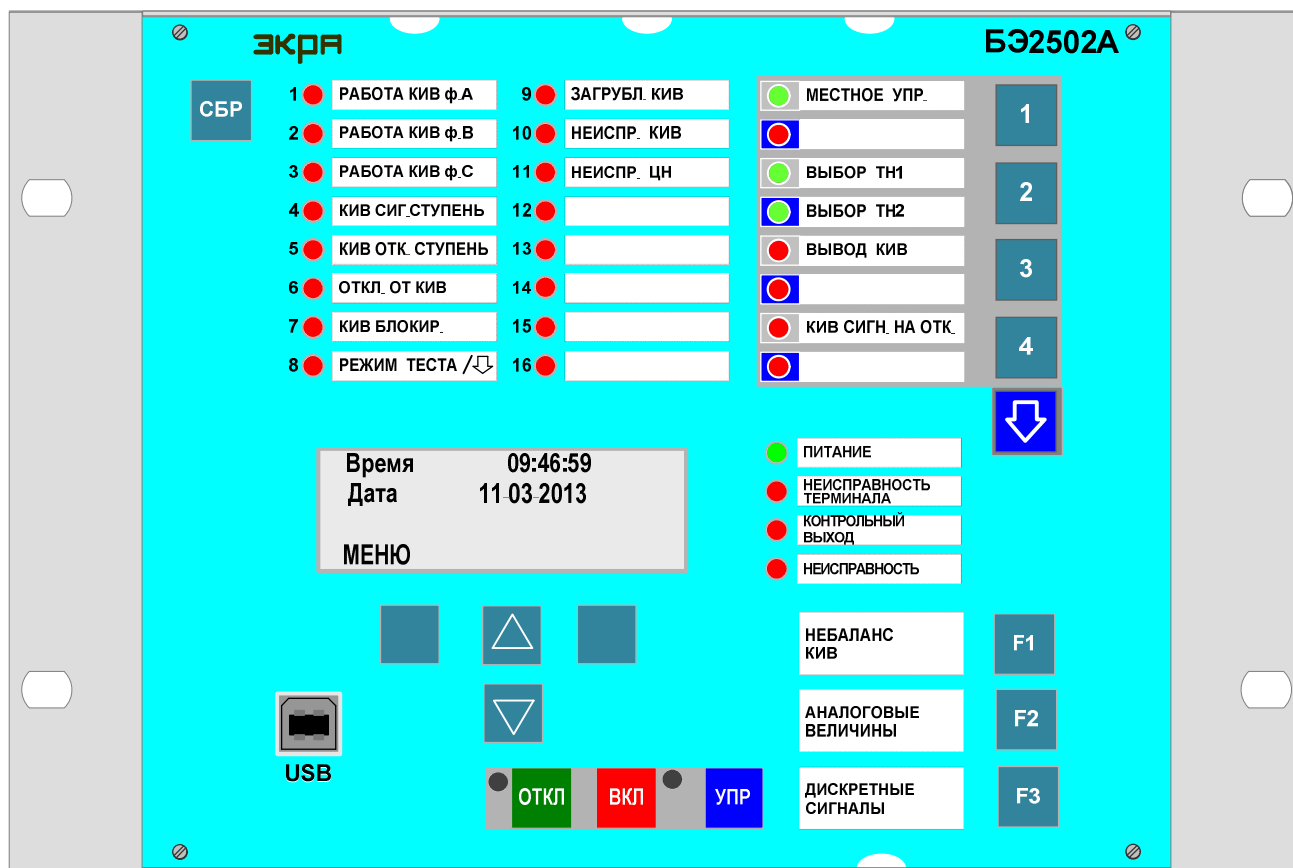 экра
БЭ2502А
СБР
1 РАБОТА КИВ ф.А
2 РАБОТА КИВ ф.В
3 РАБОТА КИВ ф.С
4 КИВ СИГ.СТУПЕНЬ
5 КИВ ОТК. СТУПЕНЬ
6 ОТКЛ. ОТ КИВ
7 КИВ БЛОКИР.
8 РЕЖИМ ТЕСТА /
9 ЗАГРУБЛ. КИВ
10 НЕИСПР. КИВ
11 НЕИСПР. ЦН
12
13
14
15
16
МЕСТНОЕ УПР.
ВЫБОР ТН1
ВЫБОР ТН2
ВЫВОД КИВ
КИВ СИГН. НА ОТК.
1
2
3
4
Время 09:46:59
Дата 11-03-2013
МЕНЮ
ПИТАНИЕ
НЕИСПРАВНОСТЬ
ТЕРМИНАЛА
КОНТРОЛЬНЫЙ
ВЫХОД
НЕИСПРАВНОСТЬ
НЕБАЛАНС
КИВ
F1
АНАЛОГОВЫЕ
ВЕЛИЧИНЫ
F2
ДИСКРЕТНЫЕ
СИГНАЛЫ
F3
USB
ОТКЛ ВКЛ УПР